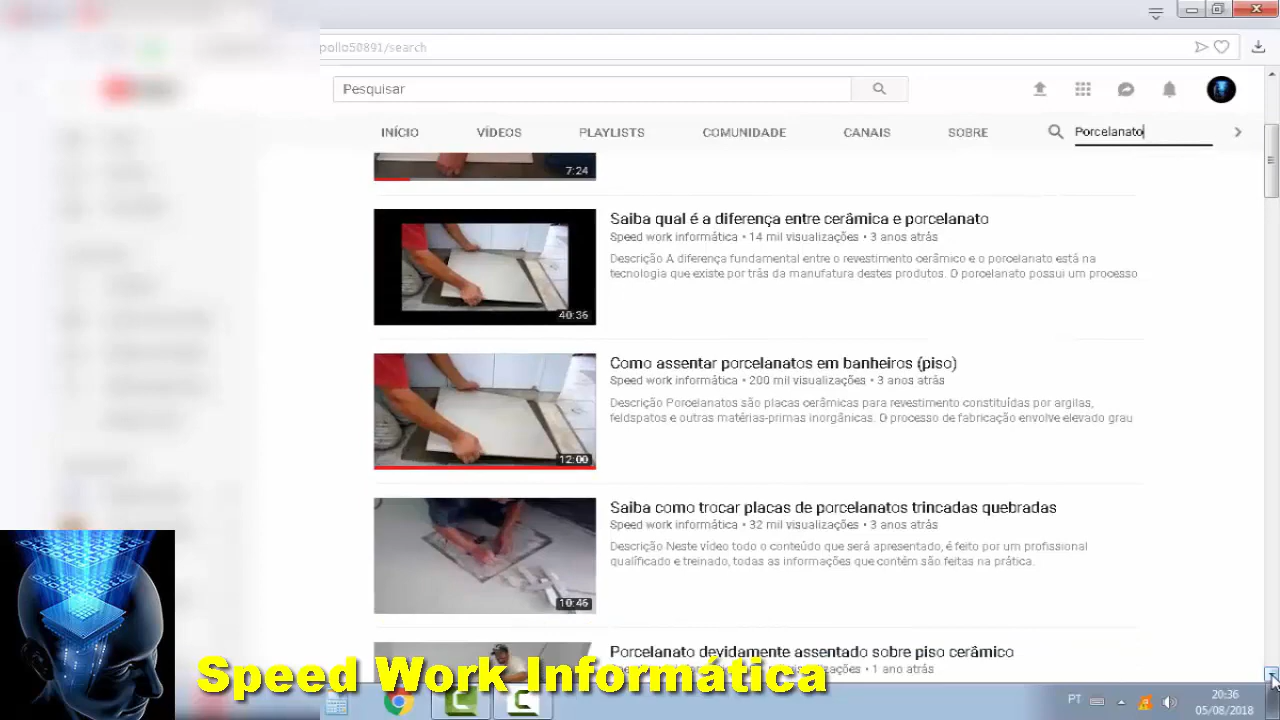 pollo50891/search
Pesquisar
INÍCIO VÍDEOS PLAYLISTS COMUNIDADE CANAIS SOBRE Porcelanato
7:24
Saiba qual é a diferença entre cerâmica e porcelanato
Speed work informática • 14 mil visualizações • 3 anos atrás
Descrição A diferença fundamental entre o revestimento cerâmico e o porcelanato está na
tecnologia que existe por trás da manufatura destes produtos. O porcelanato possui um processo
40:36
Como assentar porcelanatos em banheiros (piso)
Speed work informática • 200 mil visualizações • 3 anos atrás
Descrição Porcelanatos são placas cerâmicas para revestimento constituídas por argilas,
feldspatos e outras matérias-primas inorgânicas. O processo de fabricação envolve elevado grau
12:00
Saiba como trocar placas de porcelanatos trincadas quebradas
Speed work informática • 32 mil visualizações • 3 anos atrás
Descrição Neste vídeo todo o conteúdo que será apresentado, é feito por um profissional
qualificado e treinado, todas as informações que contém são feitas na prática.
10:46
Porcelanato devidamente assentado sobre piso cerâmico
• 1 ano atrás
Speed Work Informática
PT
20:36
05/08/2018